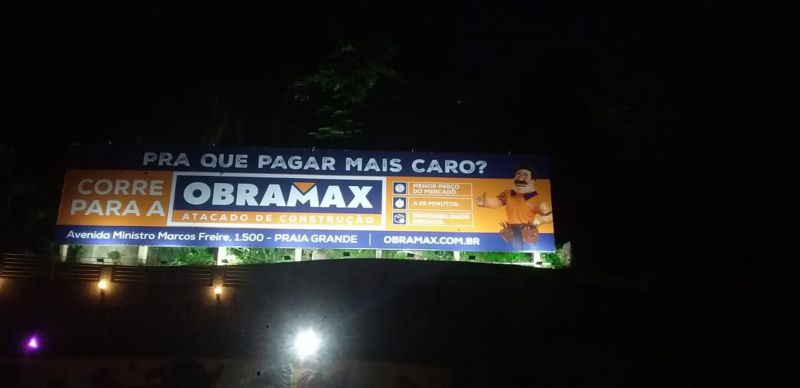 PRA QUE PAGAR MAIS CARO?
CORRE
PARA A
OBRAMAX
ATACADO DE CONSTRUÇÃO
MENOR PREÇO
DO MERCADO.
MINUTOS.
DISPONIBILIDADE
Avenida Ministro Marcos Freire, 1.500 - PRAIA GRANDE | OBRAMAX.COM.BR